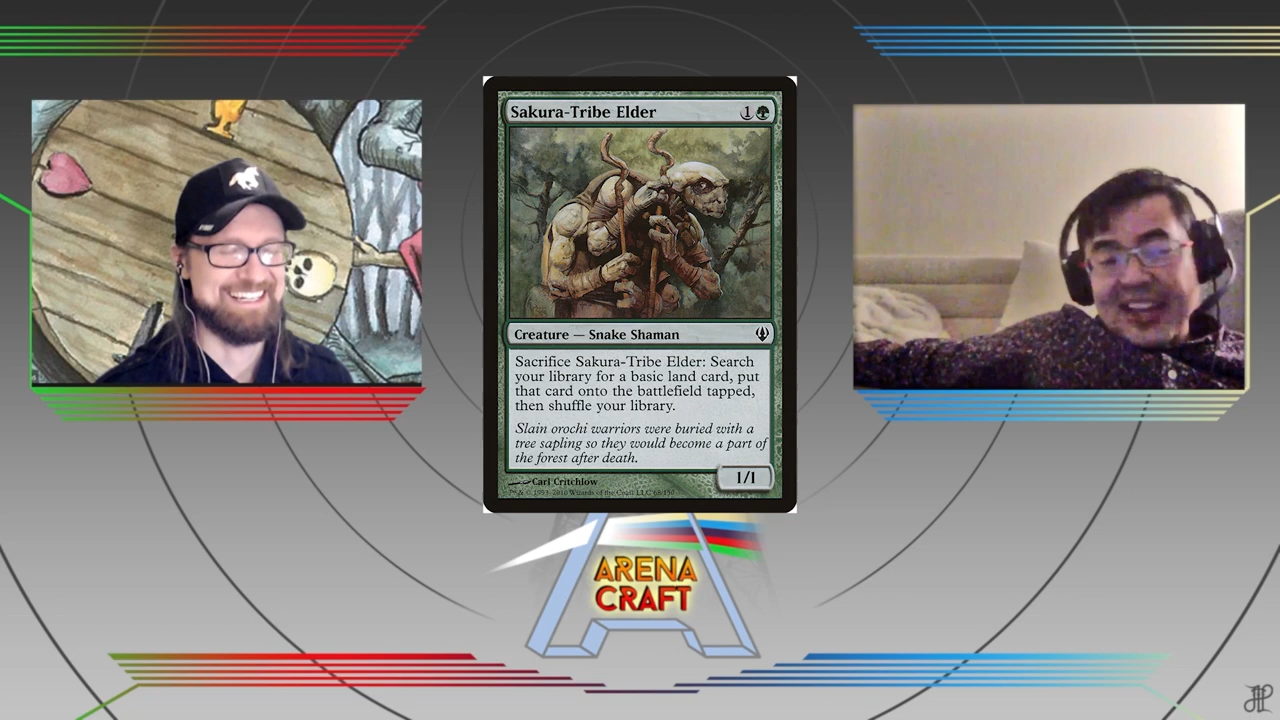 Sakura-Tribe Elder 1
Creature — Snake Shaman
Sacrifice Sakura-Tribe Elder: Search
your library for a basic land card, put
that card onto the battlefield tapped,
then shuffle your library.
Slain orochi warriors were buried with a
tree sapling so they would become a part of
the forest after death.
1/1
Carl Critchlow
ARENA
CRAFT